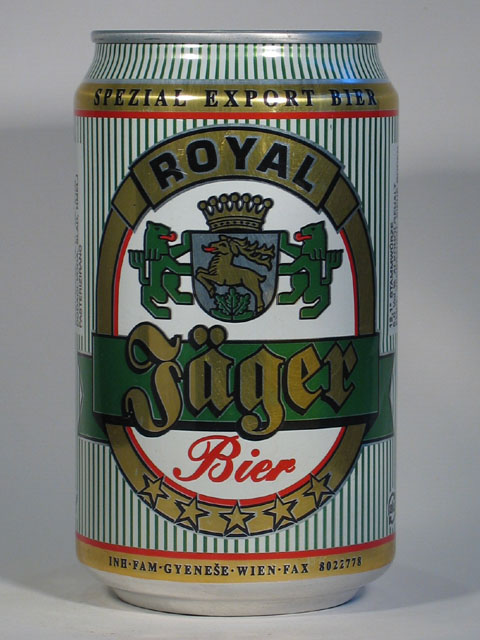 SPEZIAL EXPORT BIER
ROYAL
Jäger
Bier
INH·FAM·GYENEŠE·WIEN-FAX 8022778